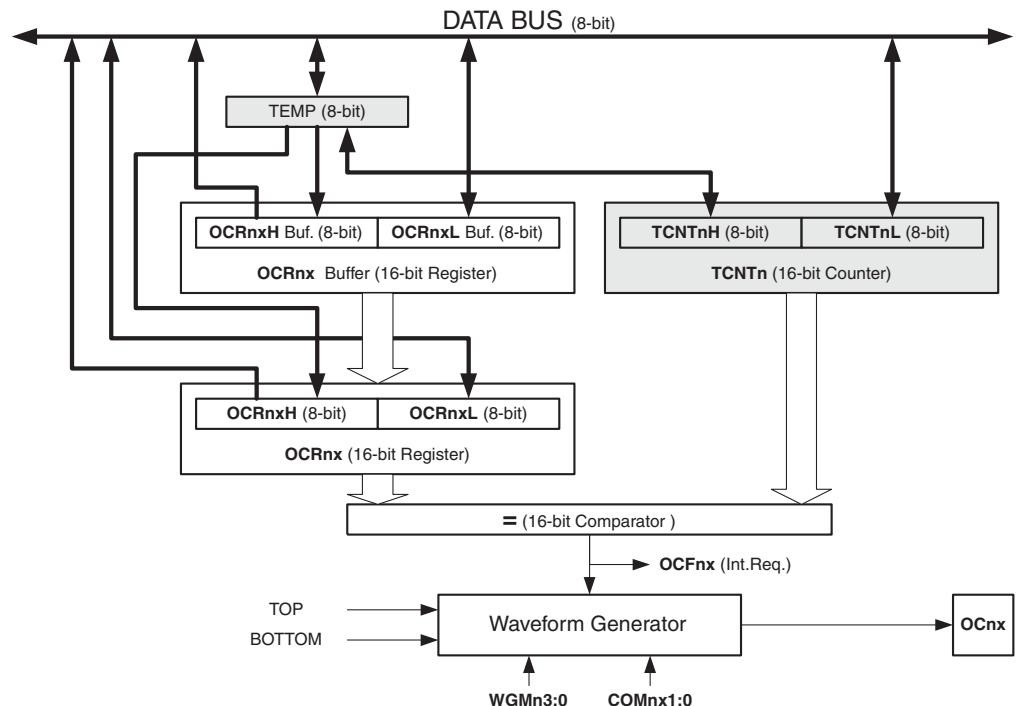 DATA BUS (8-bit)
TEMP (8-bit)
OCRnxH Buf. (8-bit) OCRnxL Buf. (8-bit)
OCRnx Buffer (16-bit Register)
TCNTnH (8-bit) TCNTnL (8-bit)
TCNTn (16-bit Counter)
OCRnxH (8-bit) OCRnxL (8-bit)
OCRnx (16-bit Register)
= (16-bit Comparator )
OCFnx (Int.Req.)
TOP
BOTTOM
Waveform Generator
OCnx
WGMn3:0 COMnx1:0